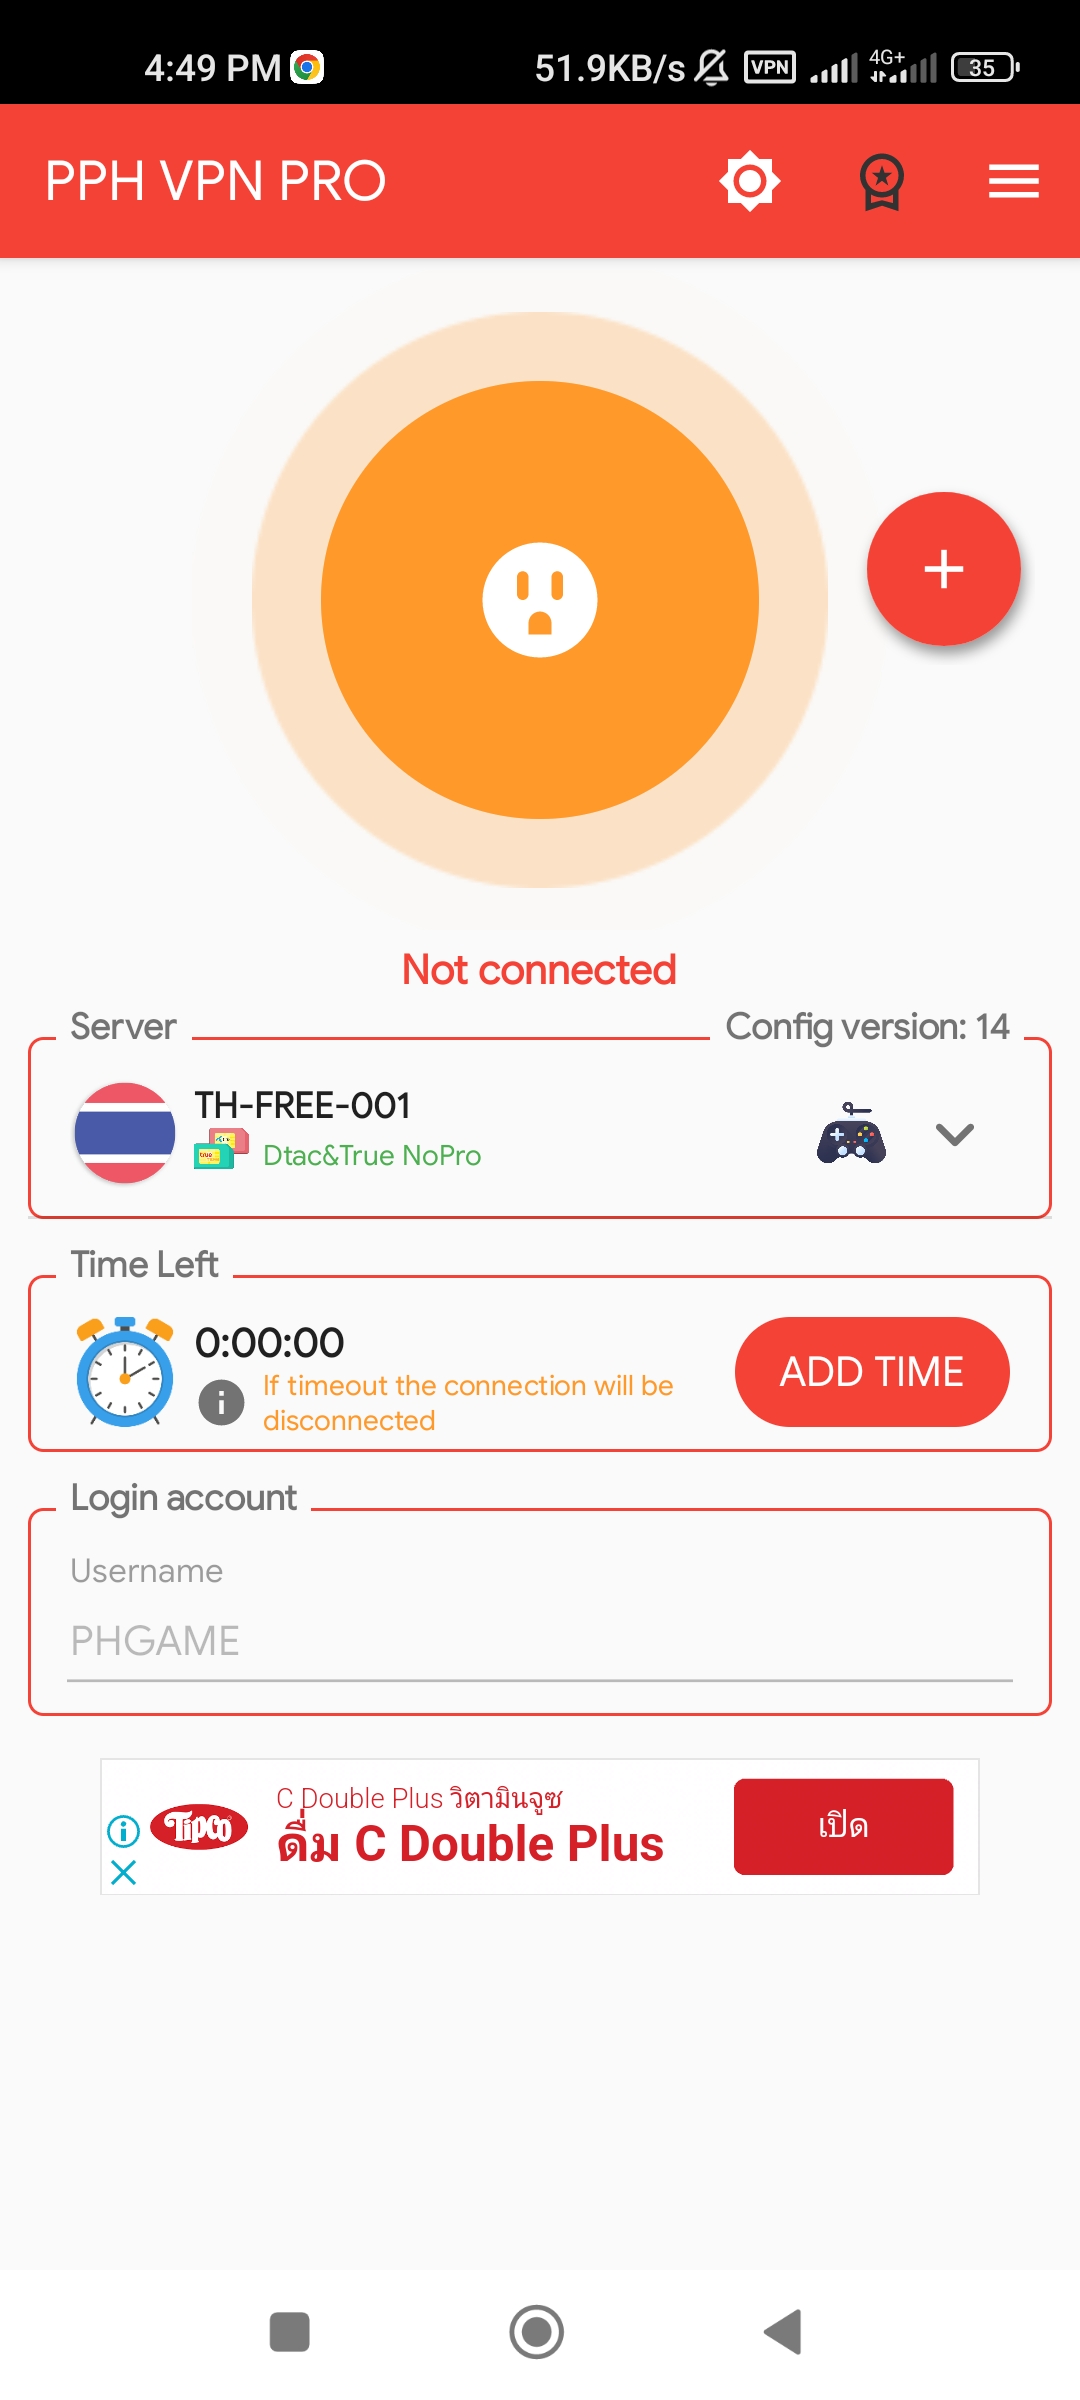 4:49 PM
51.9KB/s
VPN
4G+
35
PPH VPN PRO
Not connected
Server
Config version: 14
TH-FREE-001
Dtac&True NoPro
Time Left
0:00:00
If timeout the connection will be
disconnected
ADD TIME
Login account
Username
PHGAME
C Double Plus วิตามินจูซ
Tipco
ดื่ม C Double Plus
เปิด